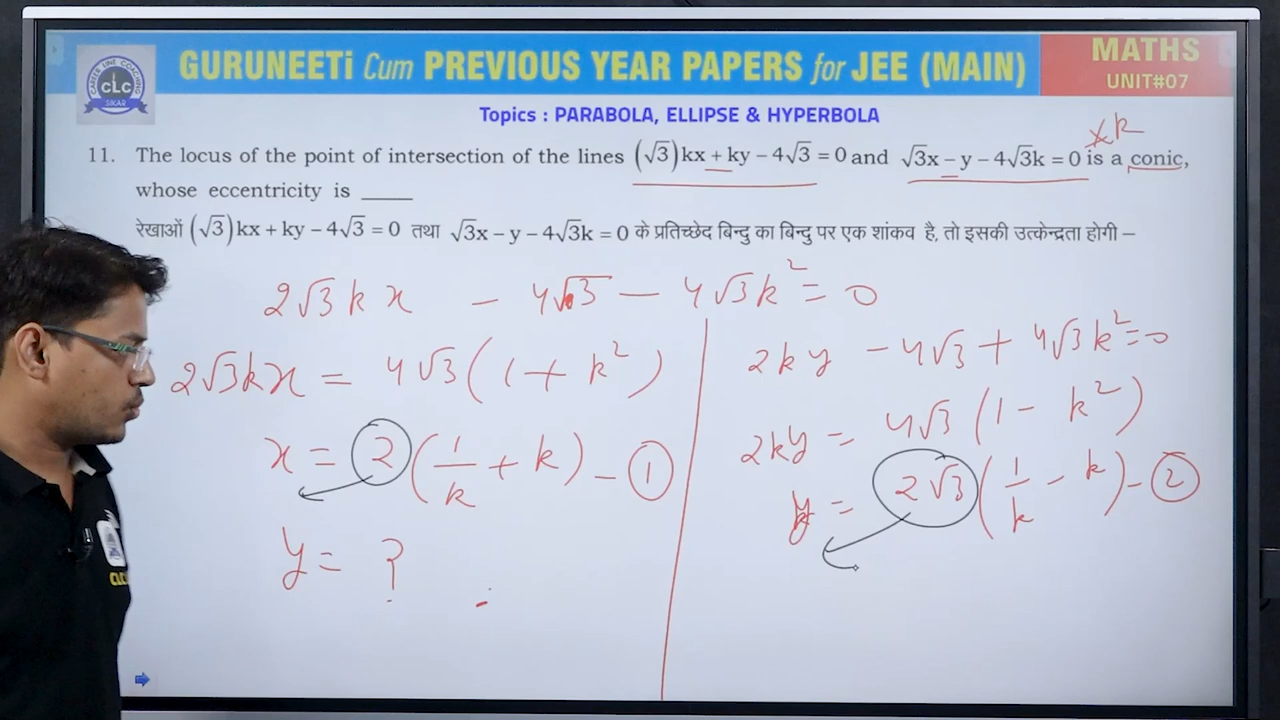 GURUNEETi Cum PREVIOUS YEAR PAPERS for JEE (MAIN)
MATHS
UNIT#07
CLC
SIKAR
Topics : PARABOLA, ELLIPSE & HYPERBOLA
×k
11. The locus of the point of intersection of the lines (√3)kx + ky – 4√3 = 0 and √3x – y – 4√3k = 0 is a conic,
whose eccentricity is ____
रेखाओं (√3)kx + ky – 4√3 = 0 तथा √3x – y – 4√3k = 0 के प्रतिच्छेद बिन्दु का बिन्दु पर एक शांकव है, तो इसकी उत्केन्द्रता होगी –
2√3kx – 4√3 – 4√3k² = 0
2√3kx = 4√3(1 + k²)
x = 2(1/k + k) – ①
y = ?
2ky – 4√3 + 4√3k² = 0
2ky = 4√3(1 – k²)
y = 2√3(1/k – k) – ②